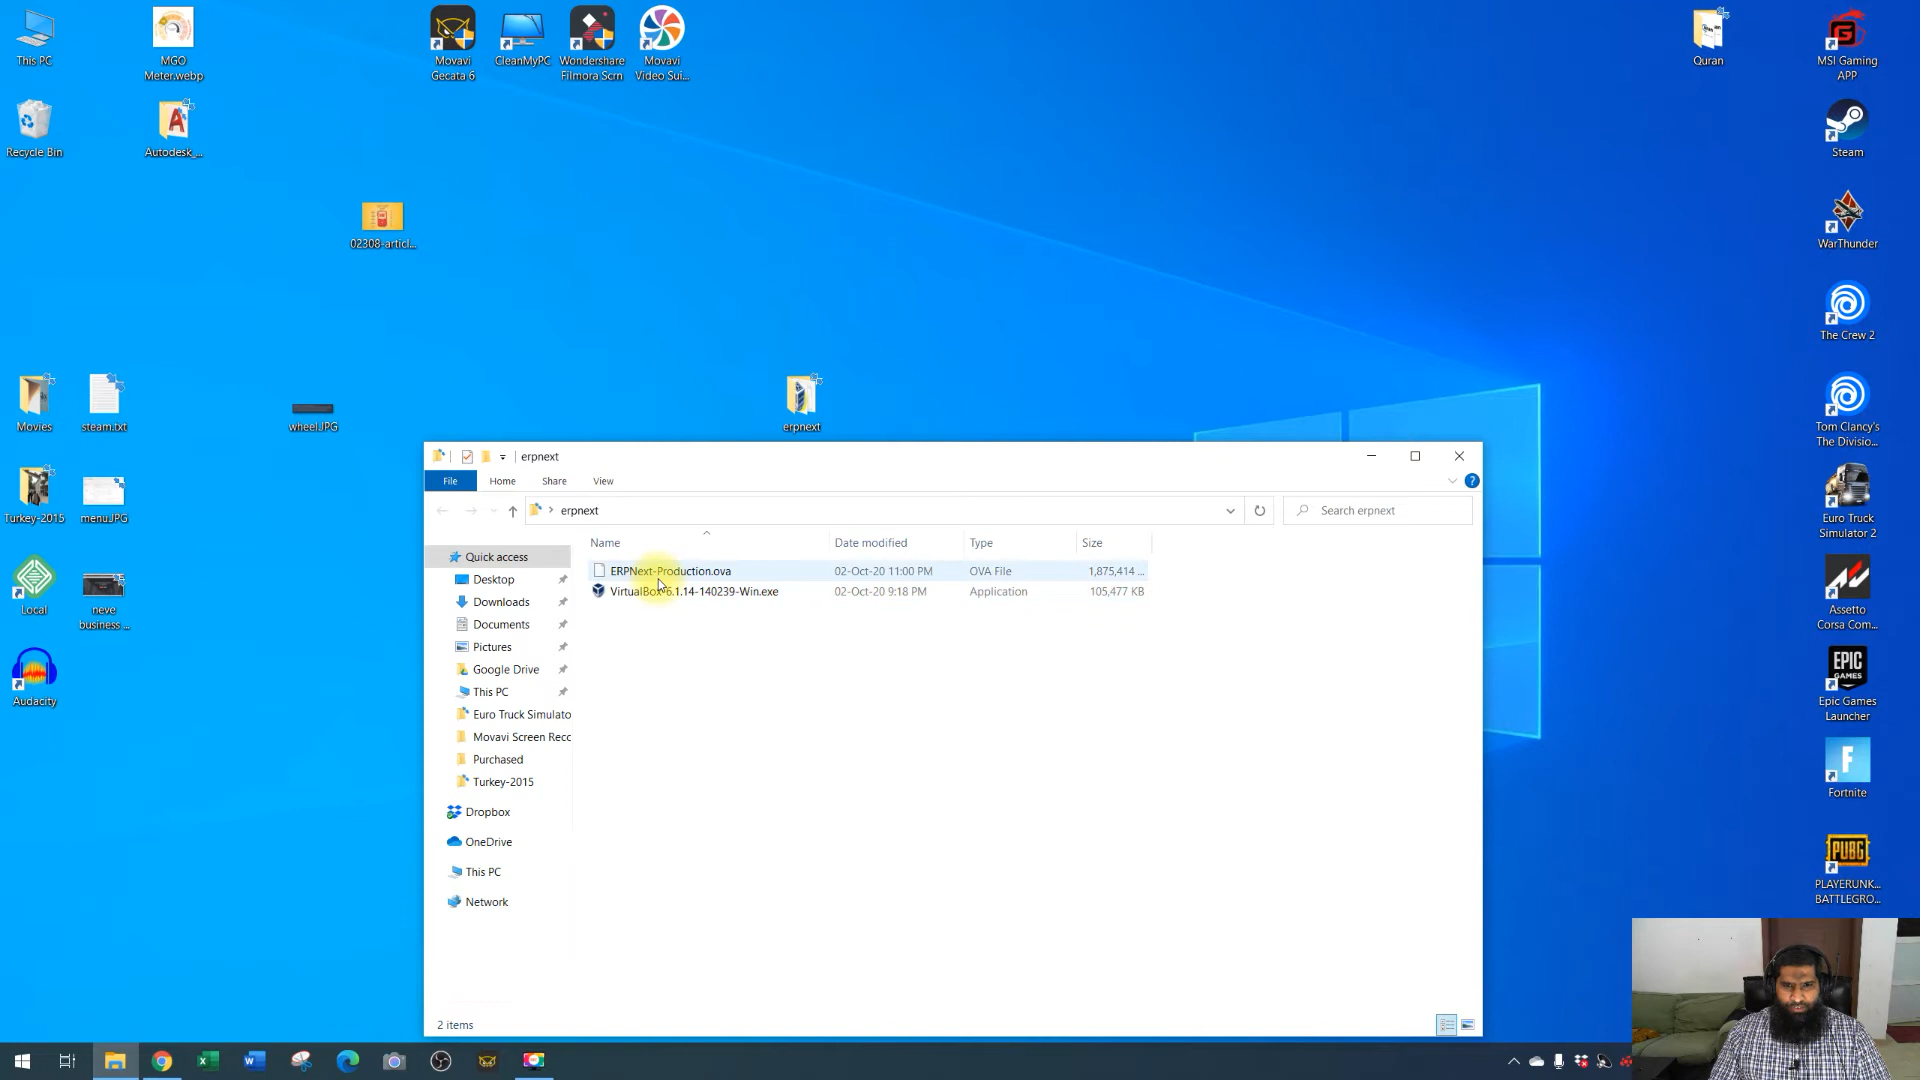 This PC
MGO
Meter.webp
Movavi
Gecata 6
CleanMyPC
Wondershare
Filmora Scrn
Movavi
Video Sui...
Quran
MSI Gaming
APP
Recycle Bin
Autodesk_...
Steam
02308-articl...
WarThunder
The Crew 2
Movies
steam.txt
wheel.JPG
erpnext
Tom Clancy's
The Divisio...
Turkey-2015
menu.JPG
Euro Truck
Simulator 2
Local
neve
business ...
Assetto
Corsa Com...
Audacity
EPIC
GAMES
Epic Games
Launcher
Fortnite
PUBG
PLAYERUNK...
BATTLEGRO...
erpnext
File
Home
Share
View
erpnext
Search erpnext
Name
Date modified
Type
Size
ERPNext-Production.ova
02-Oct-20 11:00 PM
OVA File
1,875,414 ...
VirtualBox-6.1.14-140239-Win.exe
02-Oct-20 9:18 PM
Application
105,477 KB
Quick access
Desktop
Downloads
Documents
Pictures
Google Drive
This PC
Euro Truck Simulato
Movavi Screen Reco
Purchased
Turkey-2015
Dropbox
OneDrive
This PC
Network
2 items